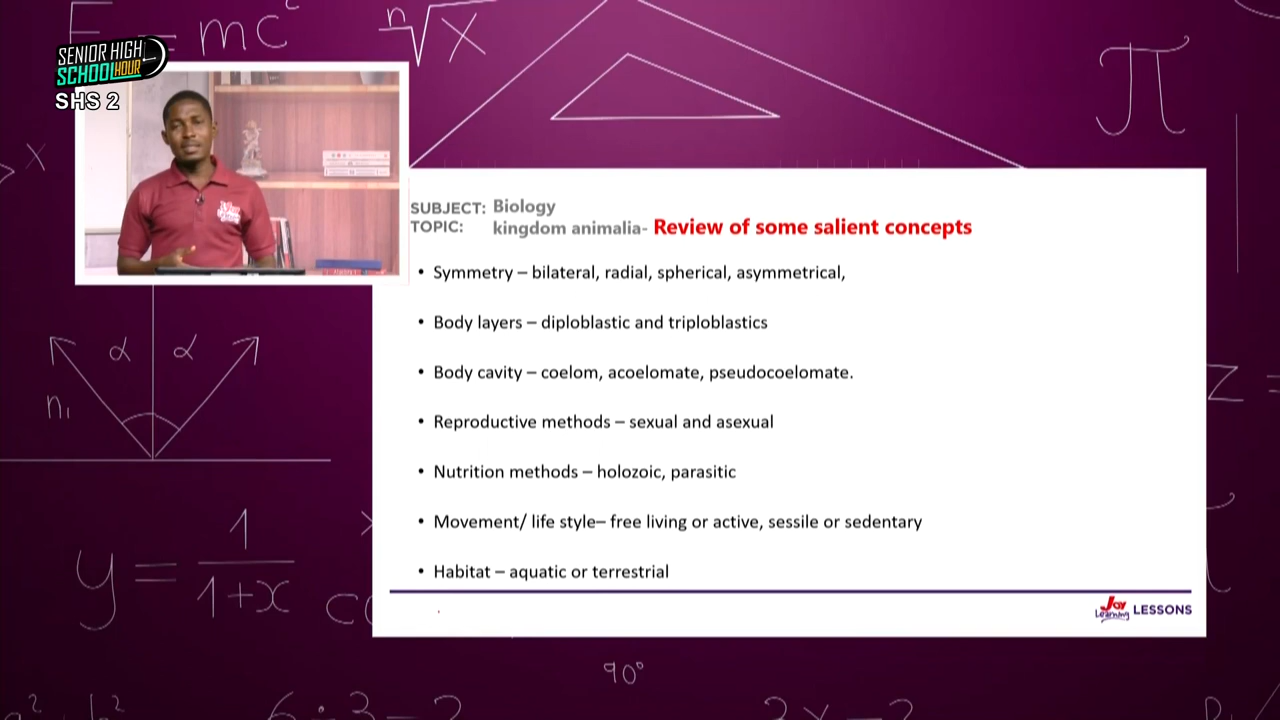 E = mc²
ⁿ√x
π
SENIOR HIGH
SCHOOL HOUR
SHS 2
x
SUBJECT: Biology
TOPIC: kingdom animalia- Review of some salient concepts
• Symmetry – bilateral, radial, spherical, asymmetrical,
• Body layers – diploblastic and triploblastics
• Body cavity – coelom, acoelomate, pseudocoelomate.
• Reproductive methods – sexual and asexual
• Nutrition methods – holozoic, parasitic
• Movement/ life style– free living or active, sessile or sedentary
• Habitat – aquatic or terrestrial
Joy Learning LESSONS
α α
n₁
z =
y = 1/1+x
90°